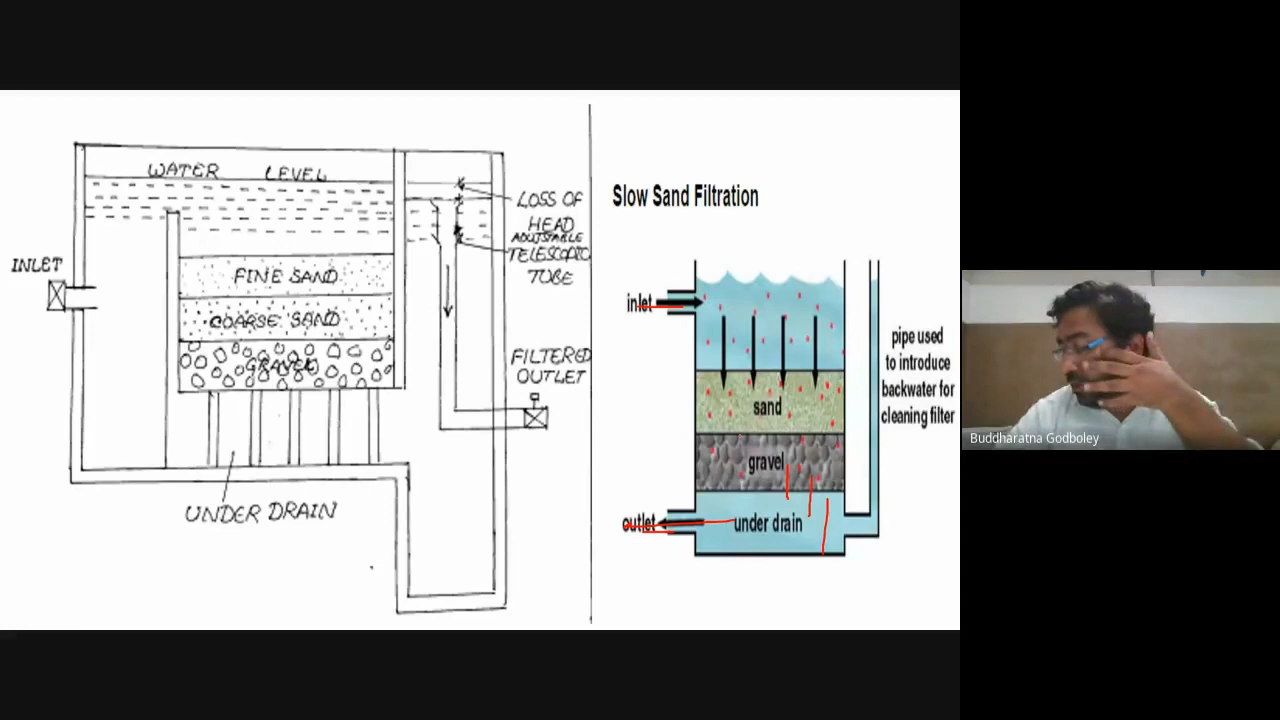 WATER LEVEL
LOSS OF
HEAD
ADJUSTABLE
TELESCOPIC
TUBE
INLET
FINE SAND
COARSE SAND
GRAVEL
FILTERED
OUTLET
UNDER DRAIN
Slow Sand Filtration
inlet
pipe used
to introduce
backwater for
cleaning filter
sand
gravel
outlet
under drain
Buddharatna Godboley